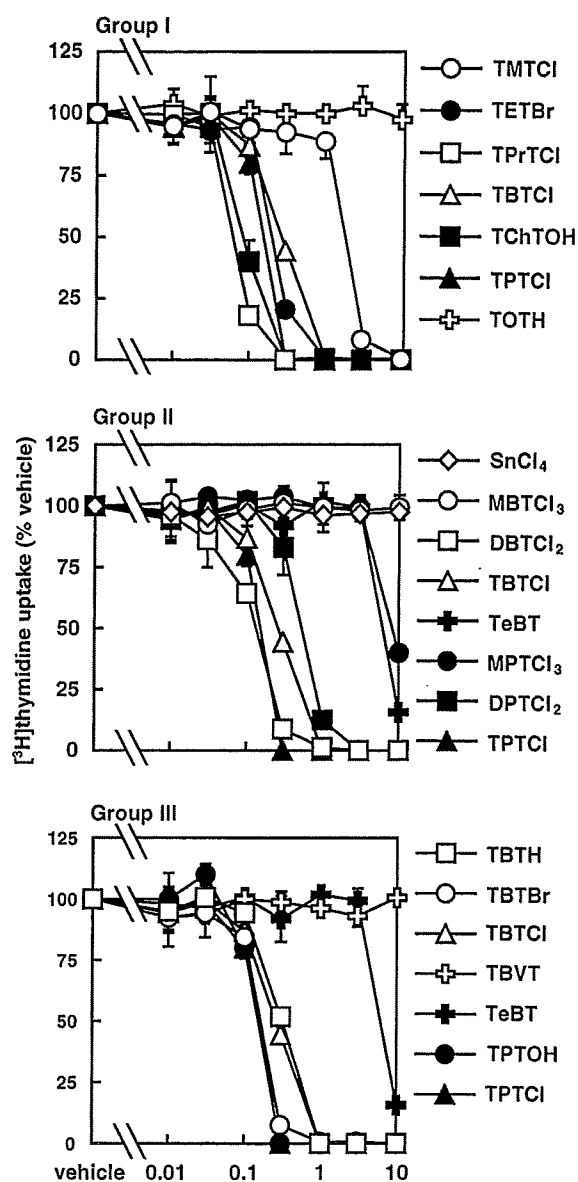 Group I
125
100
75
50
25
0
TMTCl
TETBr
TPrTCl
TBTCl
TChTOH
TPTCl
TOTH
[³H]thymidine uptake (% vehicle)
Group II
125
100
75
50
25
0
SnCl₄
MBTCl₃
DBTCl₂
TBTCl
TeBT
MPTCl₃
DPTCl₂
TPTCl
Group III
125
100
75
50
25
0
TBTH
TBTBr
TBTCl
TBVT
TeBT
TPTOH
TPTCl
vehicle 0.01 0.1 1 10